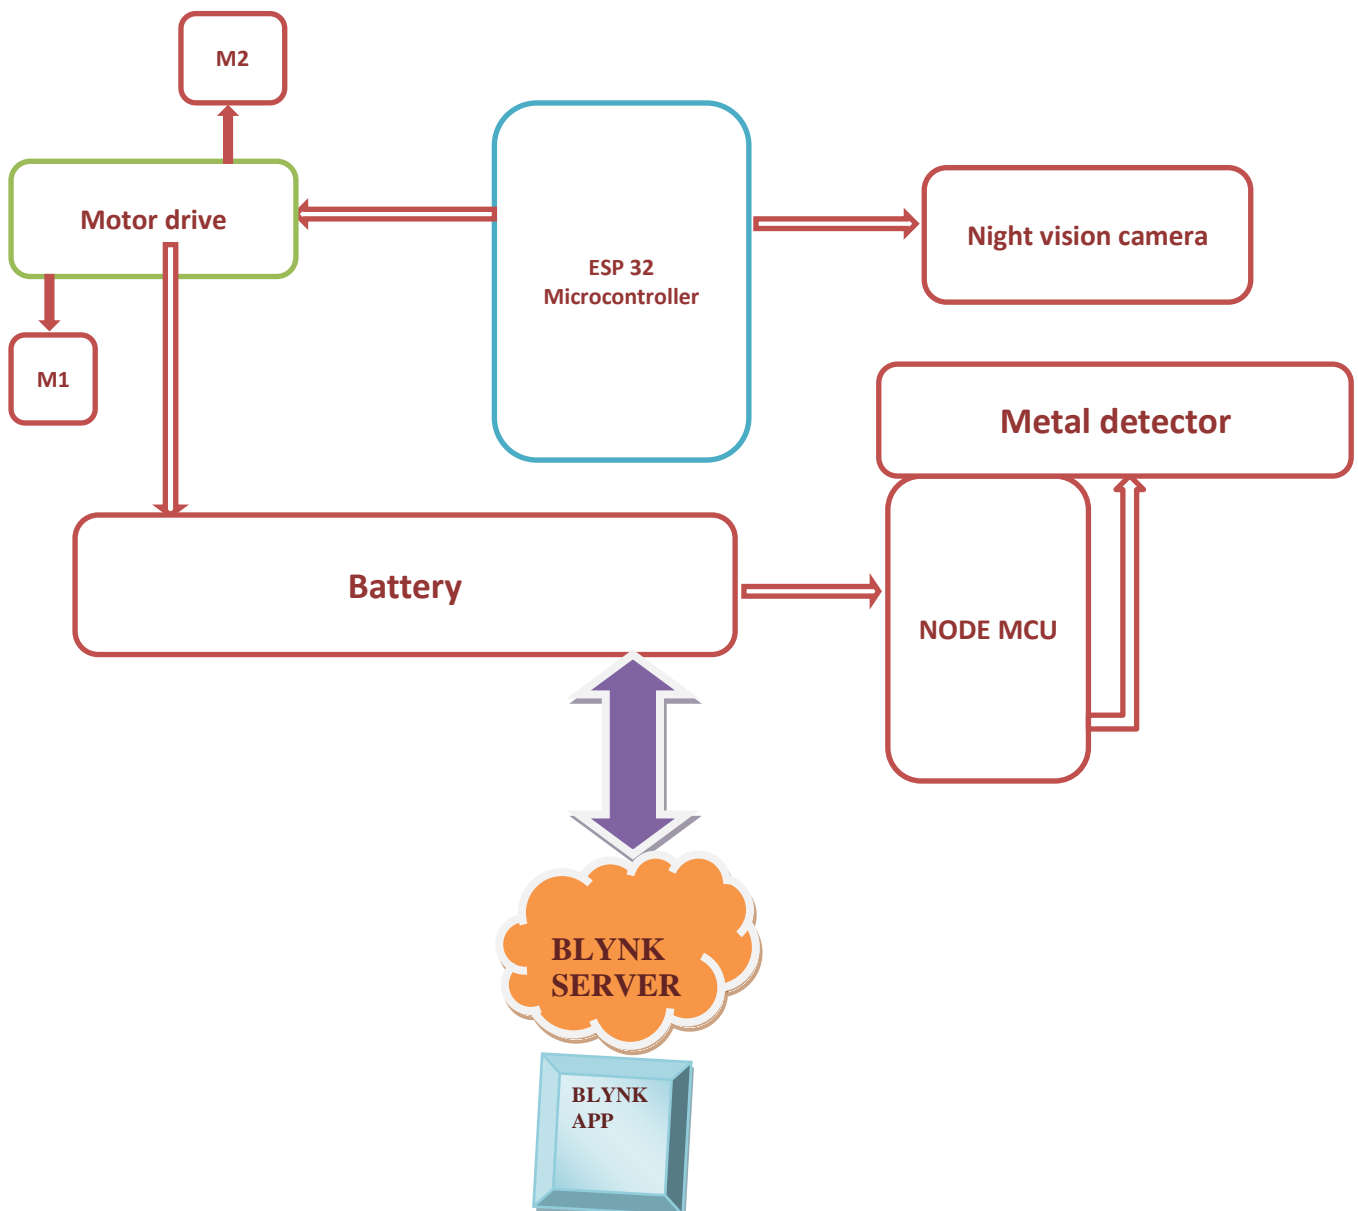 M2
Motor drive
ESP 32
Microcontroller
Night vision camera
M1
Metal detector
Battery
NODE MCU
BLYNK
SERVER
BLYNK
APP